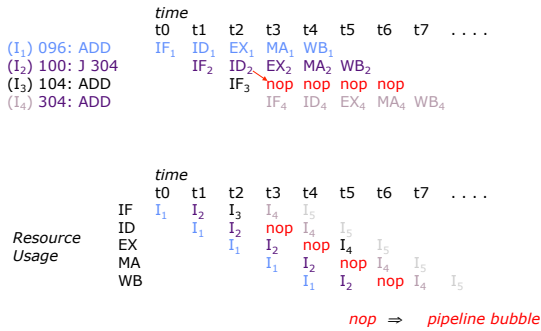 time
t0 t1 t2 t3 t4 t5 t6 t7 . . . .
(I₁) 096: ADD IF₁ ID₁ EX₁ MA₁ WB₁
(I₂) 100: J 304 IF₂ ID₂ EX₂ MA₂ WB₂
(I₃) 104: ADD IF₃ nop nop nop nop
(I₄) 304: ADD IF₄ ID₄ EX₄ MA₄ WB₄
time
t0 t1 t2 t3 t4 t5 t6 t7 . . . .
IF I₁ I₂ I₃ I₄ I₅
ID I₁ I₂ nop I₄ I₅
Resource Usage
EX I₁ I₂ nop I₄ I₅
MA I₁ I₂ nop I₄ I₅
WB I₁ I₂ nop I₄ I₅
nop ⇒ pipeline bubble